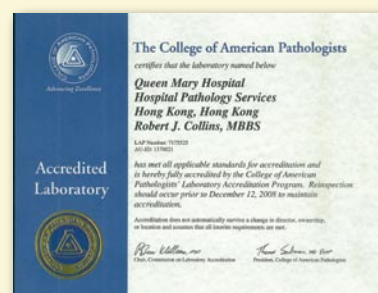 The College of American Pathologists
certifies that the laboratory named below
Advancing Excellence
Queen Mary Hospital
Hospital Pathology Services
Hong Kong, Hong Kong
Robert J. Collins, MBBS
LAP Number
AU-ID
Accredited
Laboratory
has met all applicable standards for accreditation and
is hereby fully accredited by the College of American
Pathologists' Laboratory Accreditation Program. Reinspection
should occur prior to December 12, 2008 to maintain
accreditation.
Accreditation does not automatically survive a change in director, ownership,
or location and assumes that all interim requirements are met.
Chair, Commission on Laboratory Accreditation
President, College of American Pathologists